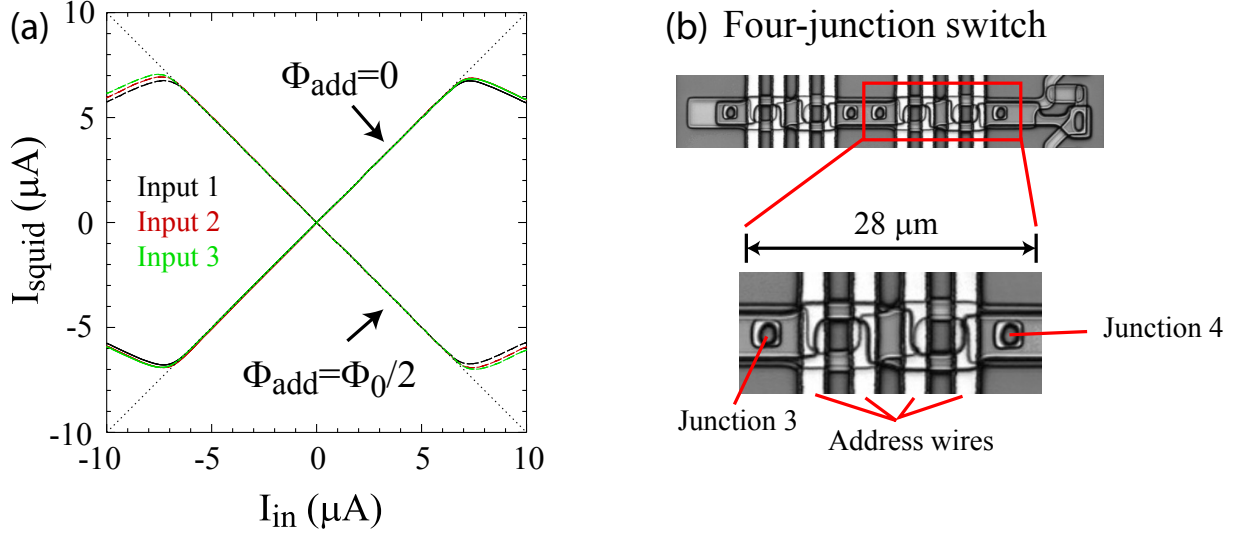 (a)
10
5
0
-5
-10
-10
-5
0
5
10
I_squid (µA)
I_in (µA)
Φ_add=0
Φ_add=Φ_0/2
Input 1
Input 2
Input 3
(b) Four-junction switch
28 µm
Junction 3
Address wires
Junction 4